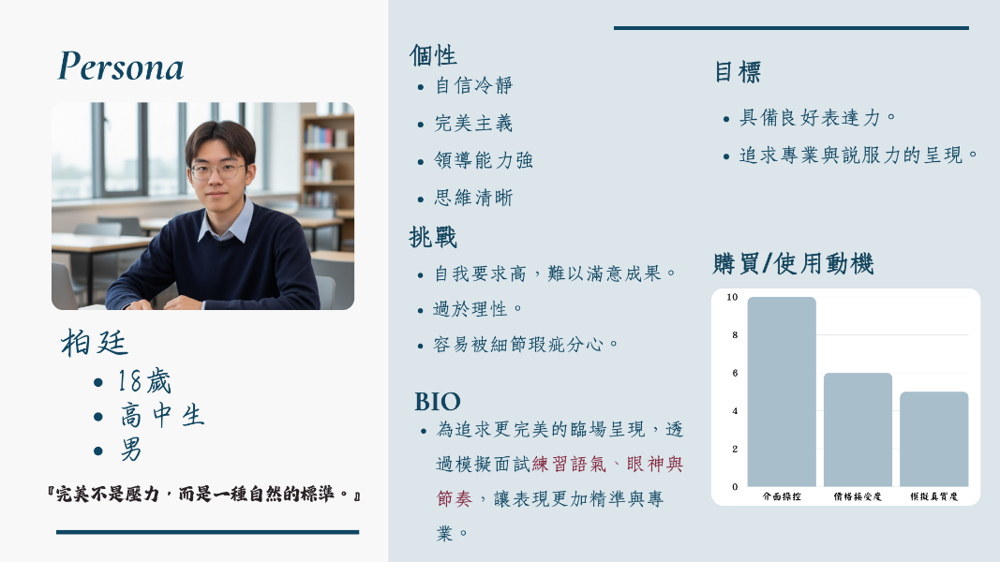 Persona
柏廷
18歲
高中生
男
『完美不是壓力，而是一種自然的標準。』
個性
自信冷靜
完美主義
領導能力強
思維清晰
挑戰
自我要求高，難以滿意成果。
過於理性。
容易被細節瑕疵分心。
BIO
為追求更完美的臨場呈現，透
過模擬面試練習語氣、眼神與
節奏，讓表現更加精準與專
業。
目標
具備良好表達力。
追求專業與說服力的呈現。
購買/使用動機
10
8
6
4
2
0
介面操控
價格接受度
模擬真實度